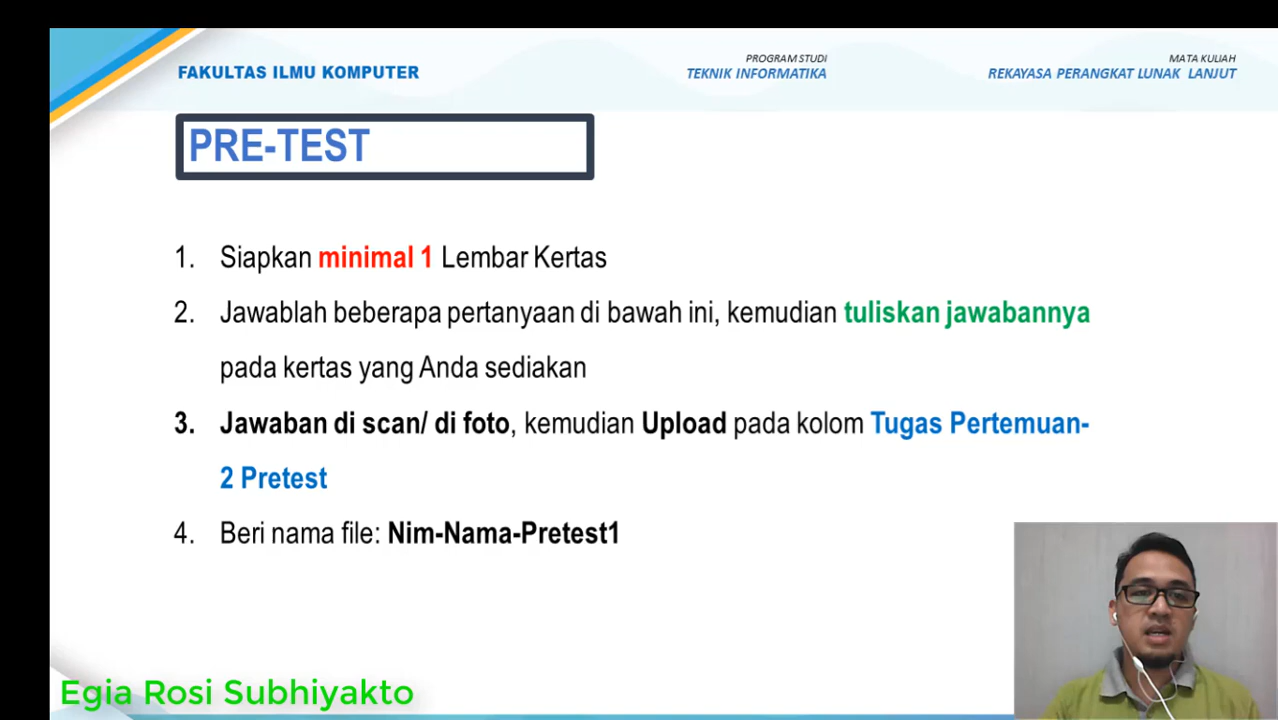 FAKULTAS ILMU KOMPUTER
PROGRAM STUDI
TEKNIK INFORMATIKA
MATA KULIAH
REKAYASA PERANGKAT LUNAK LANJUT
PRE-TEST
1. Siapkan minimal 1 Lembar Kertas
2. Jawablah beberapa pertanyaan di bawah ini, kemudian tuliskan jawabannya
pada kertas yang Anda sediakan
3. Jawaban di scan/ di foto, kemudian Upload pada kolom Tugas Pertemuan-
2 Pretest
4. Beri nama file: Nim-Nama-Pretest1
Egia Rosi Subhiyakto